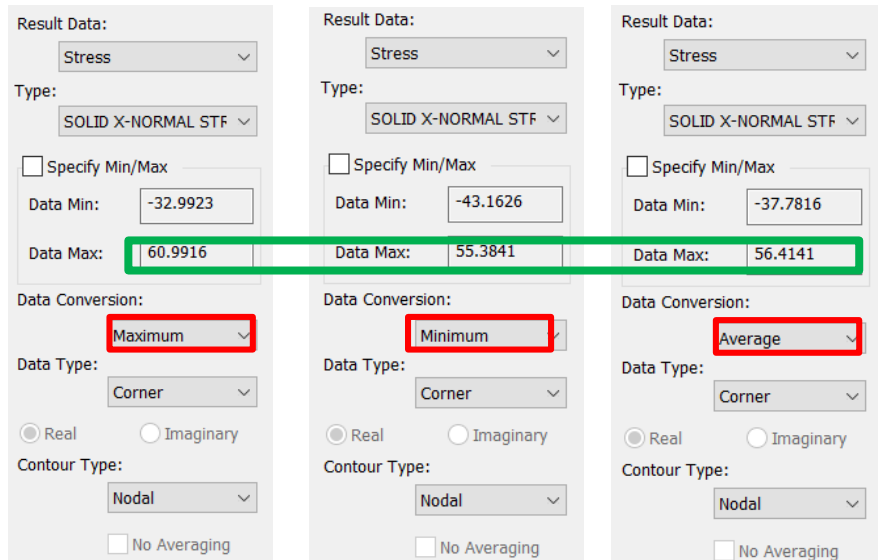 Result Data:
Stress
Type:
SOLID X-NORMAL STR
Specify Min/Max
Data Min: -32.9923
Data Max: 60.9916
Data Conversion:
Maximum
Data Type:
Corner
Real Imaginary
Contour Type:
Nodal
No Averaging
Result Data:
Stress
Type:
SOLID X-NORMAL STR
Specify Min/Max
Data Min: -43.1626
Data Max: 55.3841
Data Conversion:
Minimum
Data Type:
Corner
Real Imaginary
Contour Type:
Nodal
No Averaging
Result Data:
Stress
Type:
SOLID X-NORMAL STR
Specify Min/Max
Data Min: -37.7816
Data Max: 56.4141
Data Conversion:
Average
Data Type:
Corner
Real Imaginary
Contour Type:
Nodal
No Averaging